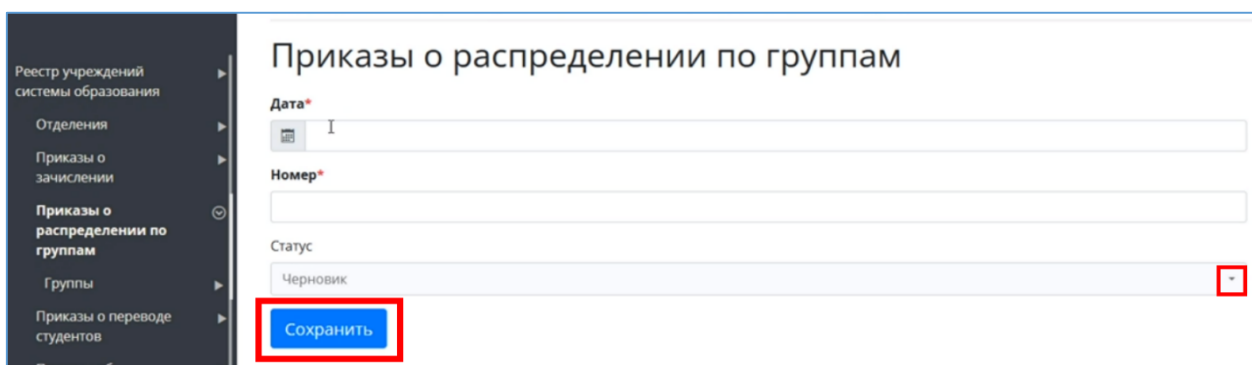 Реестр учреждений
системы образования
Отделения
Приказы о
зачислении
Приказы о
распределении по
группам
Группы
Приказы о переводе
студентов
Приказы о распределении по группам
Дата*
Номер*
Статус
Черновик
Сохранить